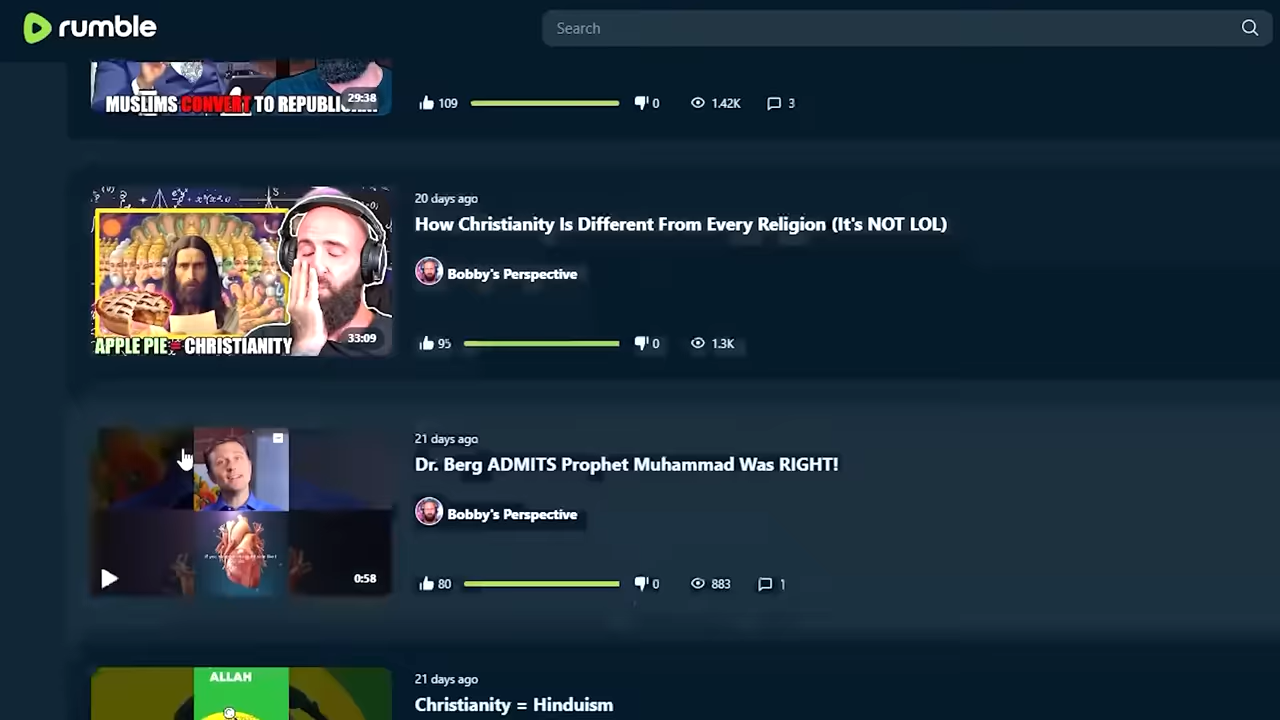 rumble
Search
MUSLIMS CONVERT TO
29:38
109
0
1.42K
3
20 days ago
How Christianity Is Different From Every Religion (It's NOT LOL)
Bobby's Perspective
APPLE PIE = CHRISTIANITY
33:09
95
0
1.3K
21 days ago
Dr. Berg ADMITS Prophet Muhammad Was RIGHT!
Bobby's Perspective
0:58
80
0
883
1
21 days ago
ALLAH
Christianity = Hinduism